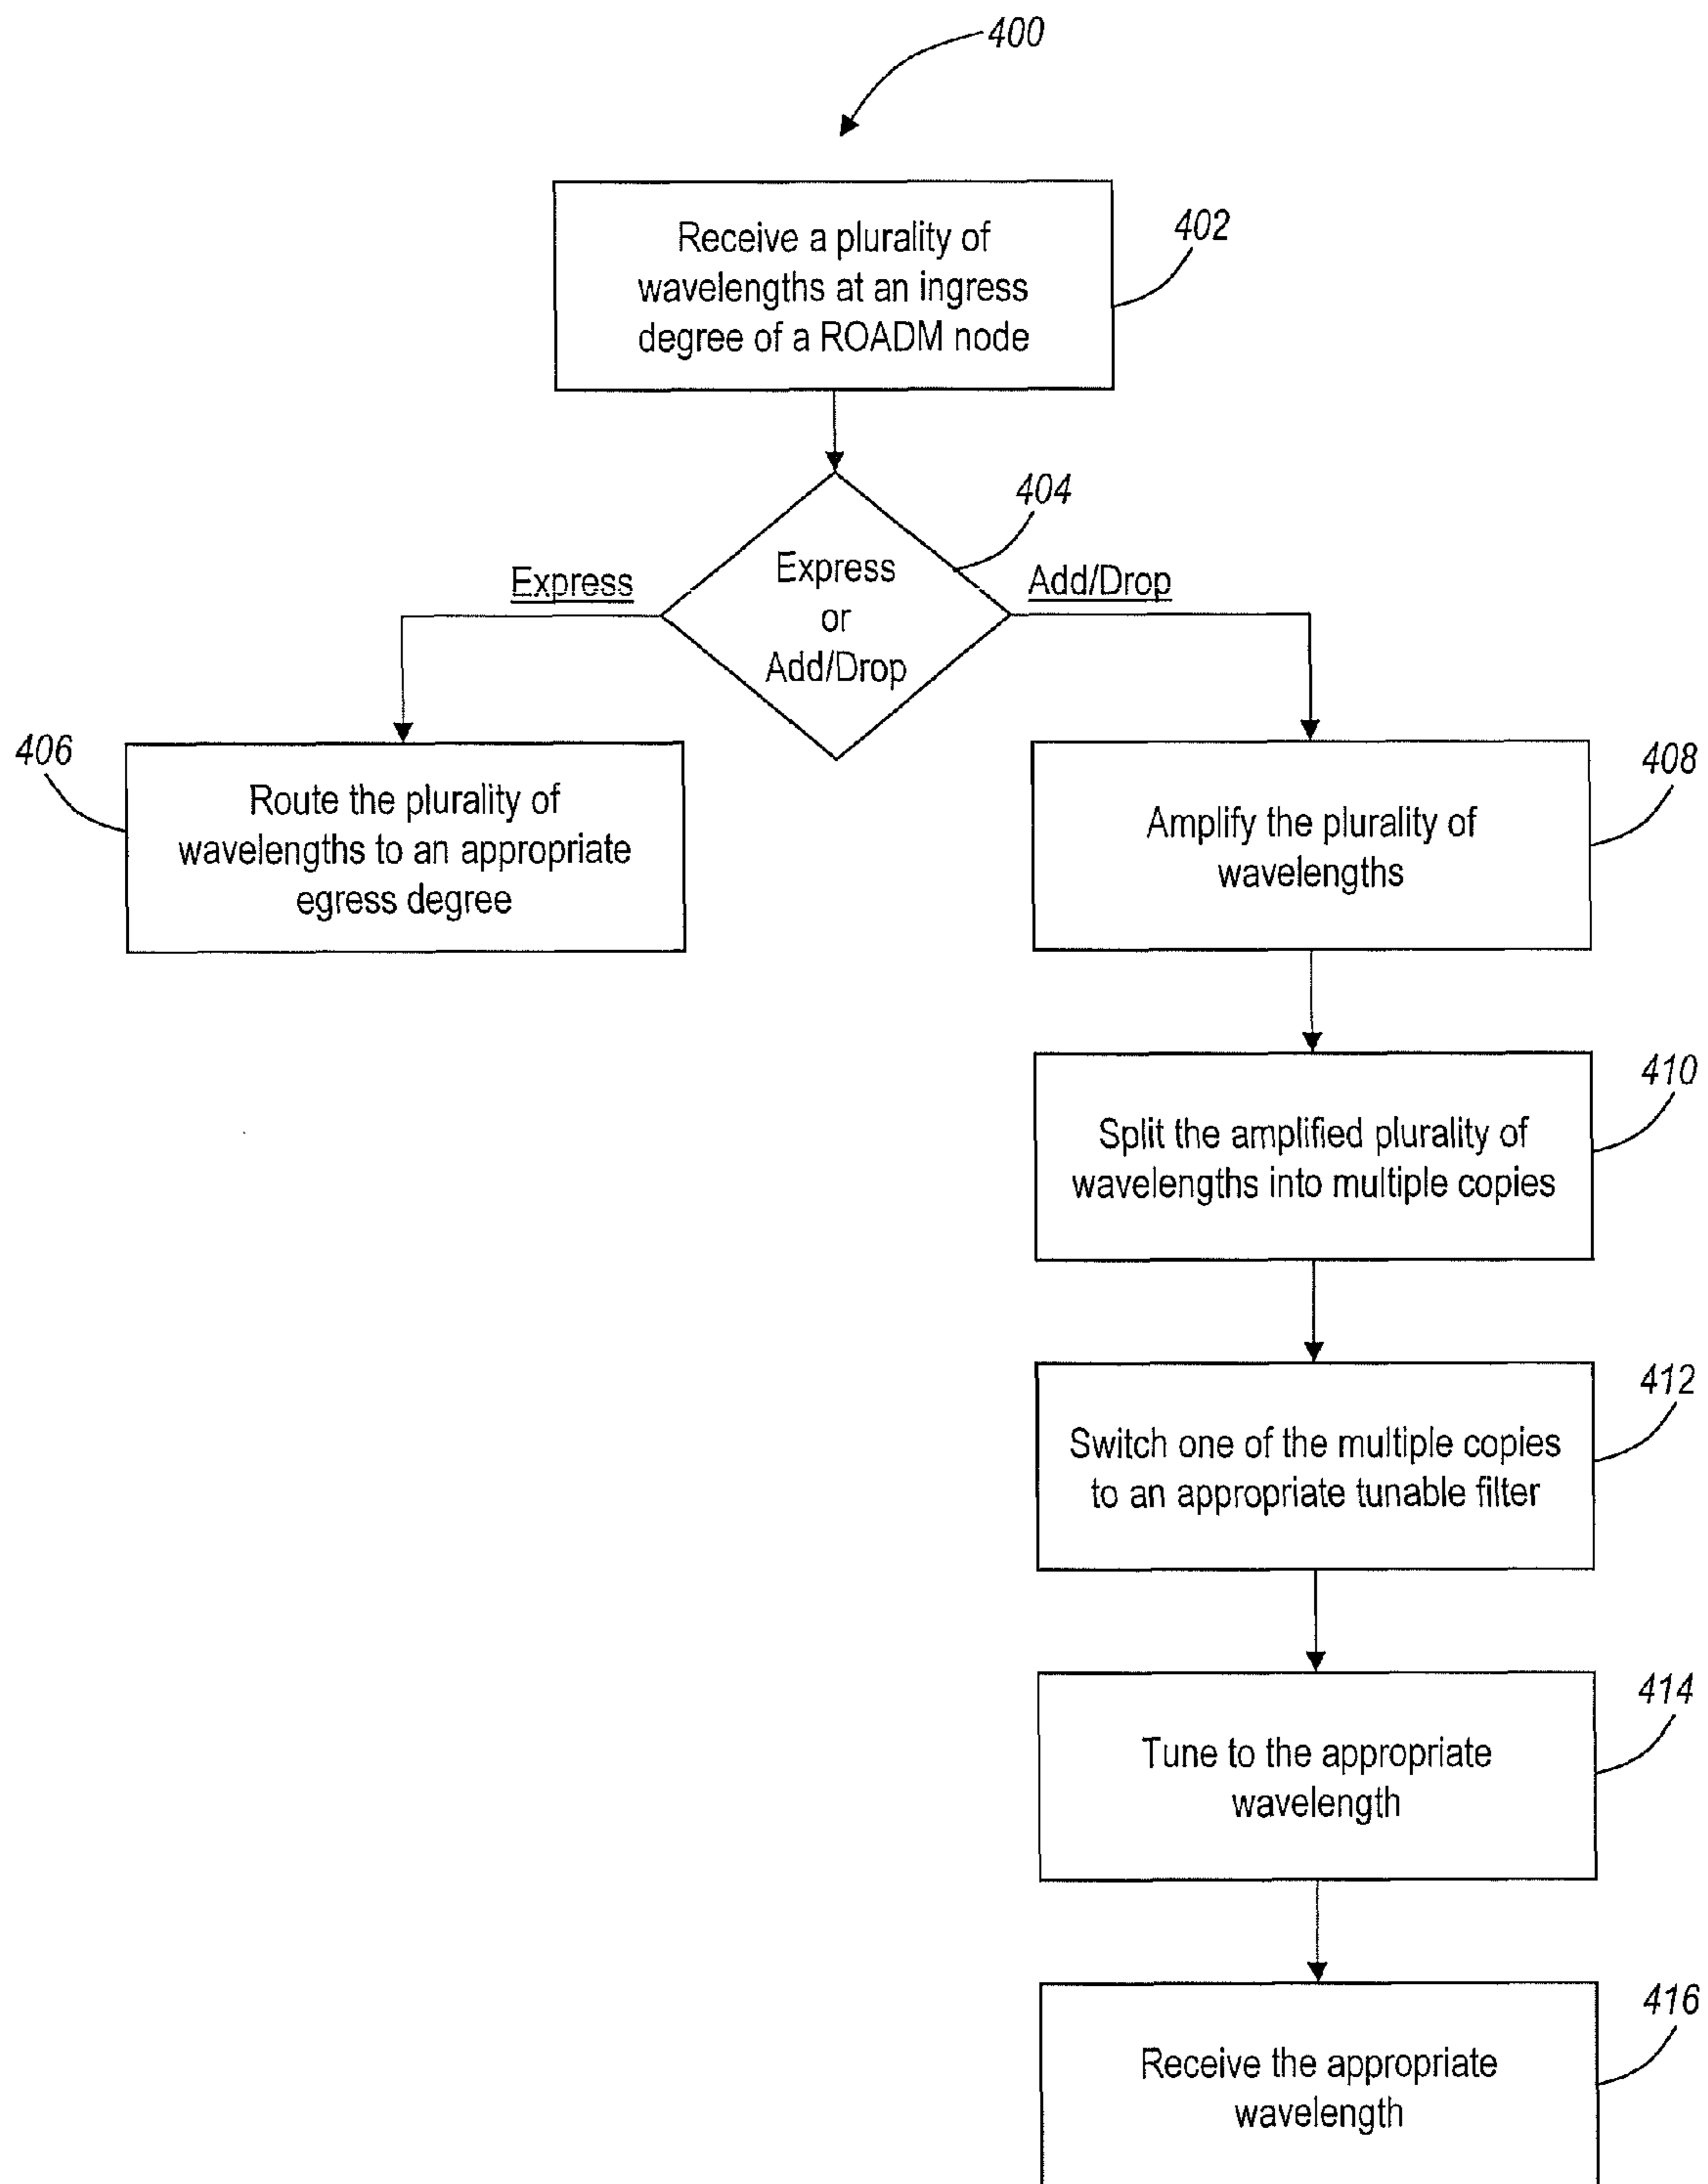 400
Receive a plurality of
wavelengths at an ingress
degree of a ROADM node
402
404
Express
or
Add/Drop
Express
Add/Drop
406
Route the plurality of
wavelengths to an appropriate
egress degree
408
Amplify the plurality of
wavelengths
410
Split the amplified plurality of
wavelengths into multiple copies
412
Switch one of the multiple copies
to an appropriate tunable filter
414
Tune to the appropriate
wavelength
416
Receive the appropriate
wavelength